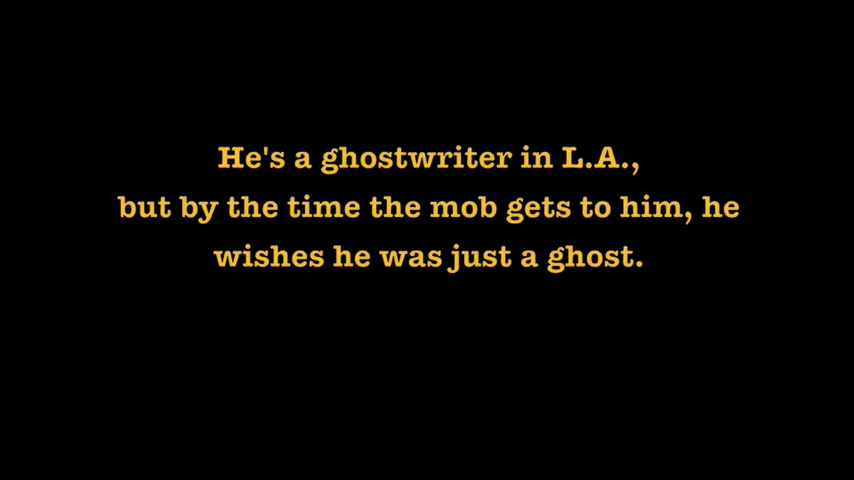 He's a ghostwriter in L.A.,
but by the time the mob gets to him, he
wishes he was just a ghost.